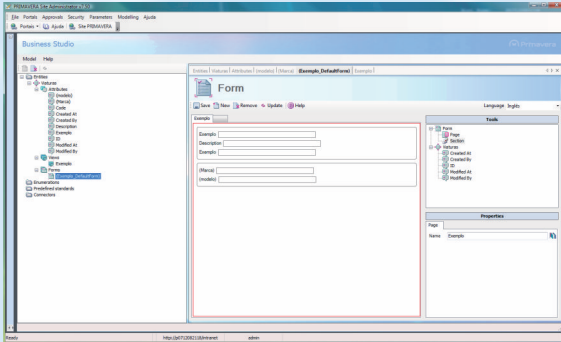 PRIMAVERA Site Administrator v7.50
File Portals Approvals Security Parameters Modelling Ajuda
Portais Ajuda Site PRIMAVERA
Business Studio
Primavera
Model Help
Entities
Viaturas
Attributes
(modelo)
(Marca)
Code
Created At
Created By
Description
Exemplo
ID
Modified At
Modified By
Views
Exemplo
Forms
(Exemplo_DefaultForm)
Enumerations
Predefined standards
Connectors
Entities Viaturas Attributes (modelo) (Marca) (Exemplo_DefaultForm) Exemplo
Form
Save New Remove Update Help
Language Inglês
Exemplo
Exemplo
Description
Exemplo
(Marca)
(modelo)
Tools
Form
Page
Section
Viaturas
Created At
Created By
ID
Modified At
Modified By
Properties
Page
Name Exemplo
Ready
admin